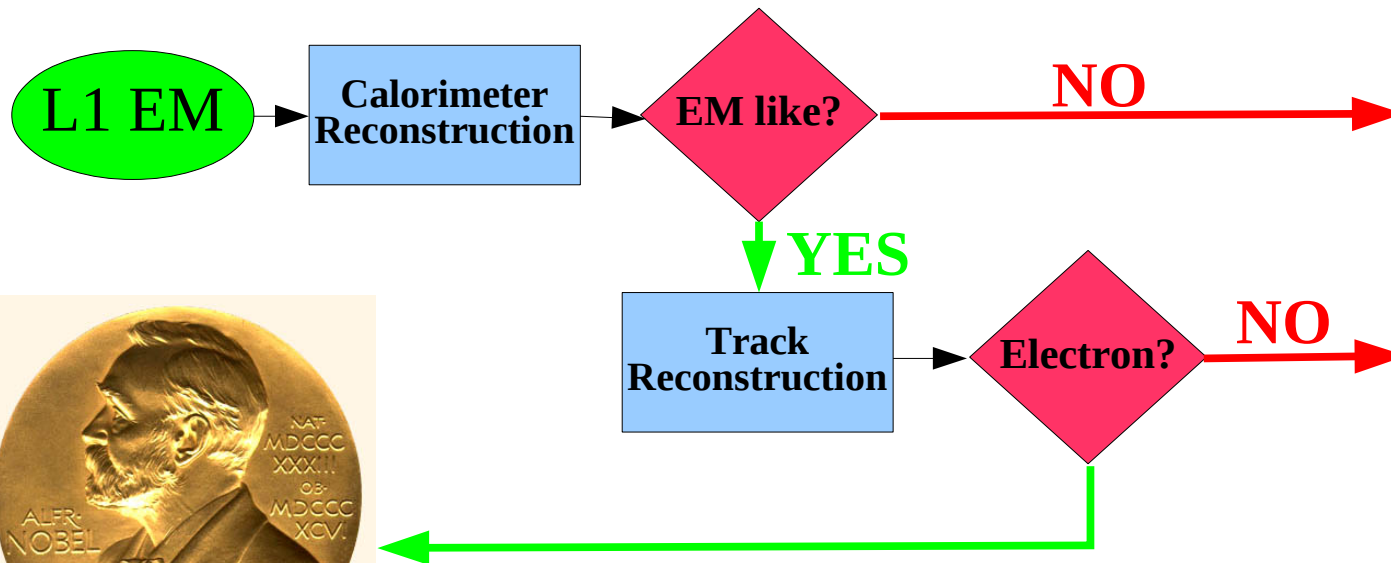 L1 EM
Calorimeter
Reconstruction
EM like?
NO
YES
Track
Reconstruction
Electron?
NO
NAT-
MDCCC
XXXIII
OB-
MDCCC
XCVI
ALFR-
NOBEL